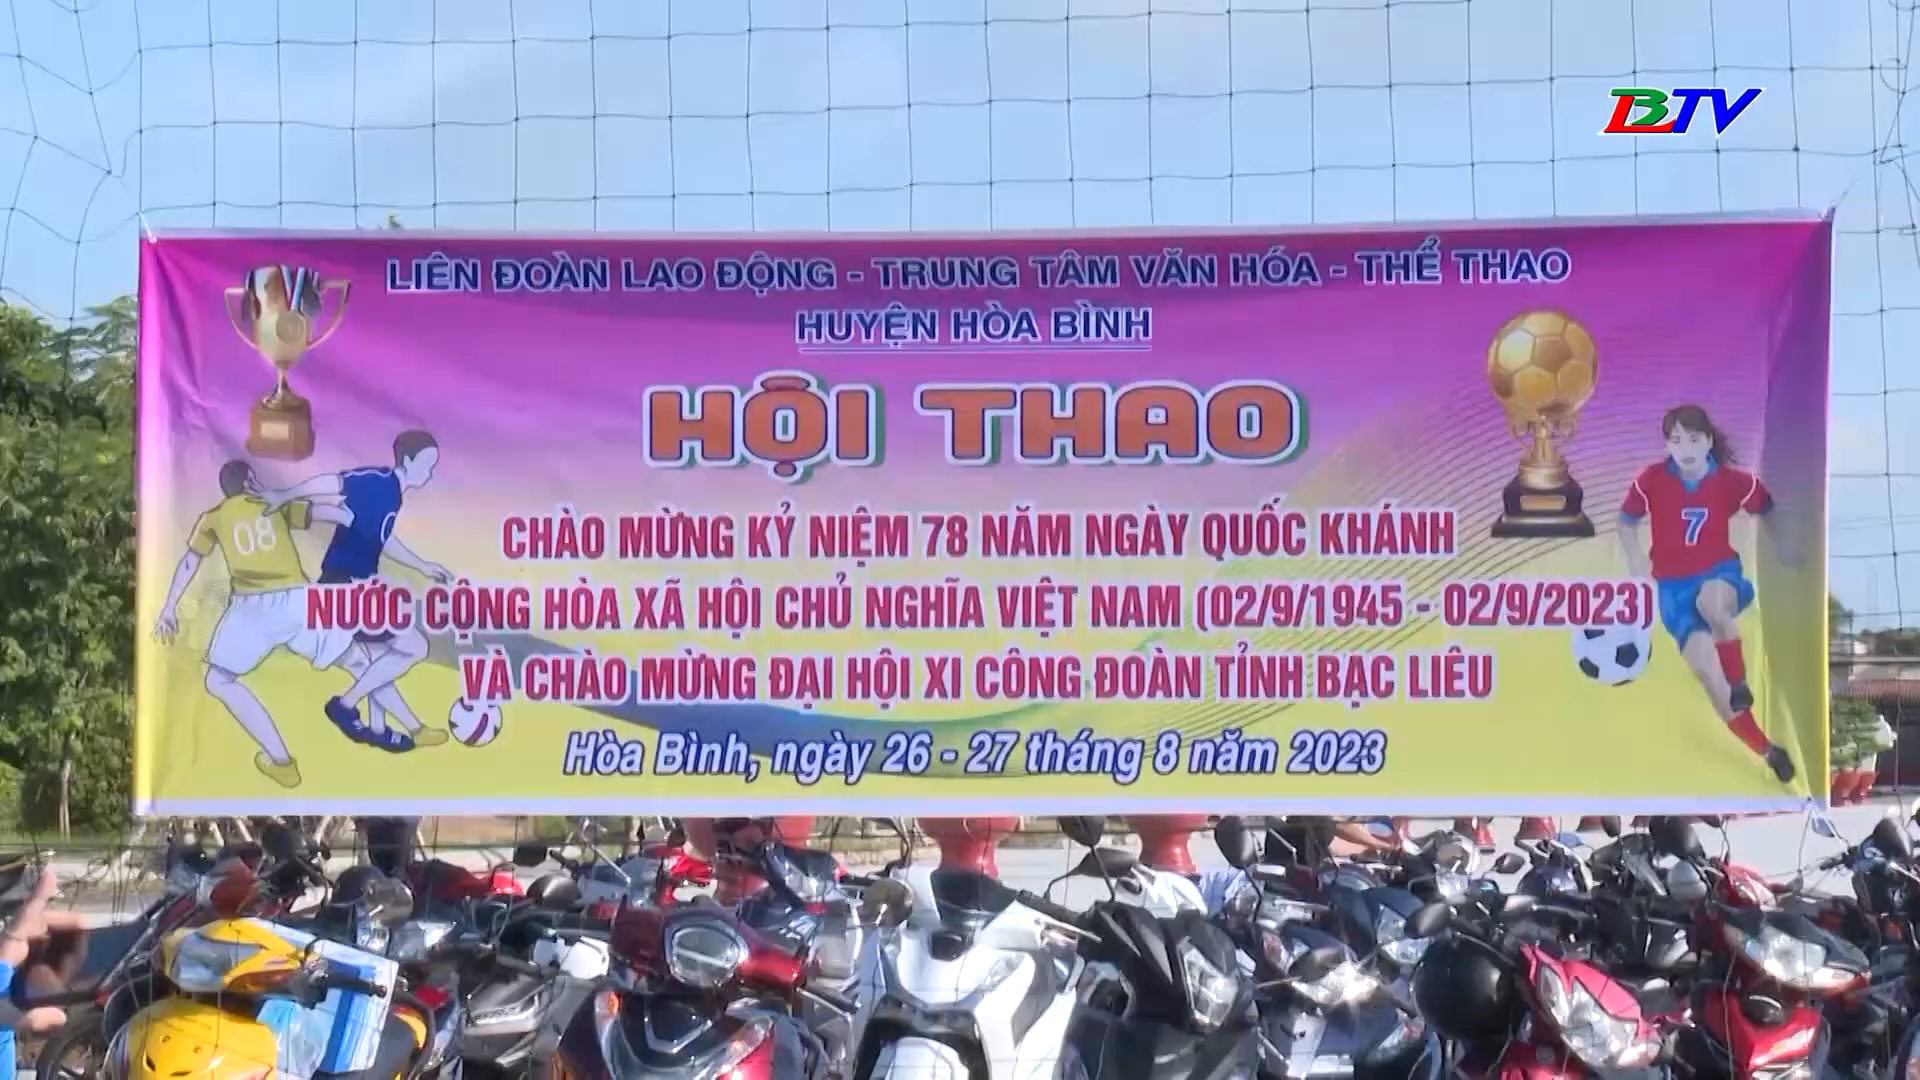 BTV
LIÊN ĐOÀN LAO ĐỘNG - TRUNG TÂM VĂN HÓA - THỂ THAO
HUYỆN HÒA BÌNH
HỘI THAO
CHÀO MỪNG KỶ NIỆM 78 NĂM NGÀY QUỐC KHÁNH
NƯỚC CỘNG HÒA XÃ HỘI CHỦ NGHĨA VIỆT NAM (02/9/1945 - 02/9/2023)
VÀ CHÀO MỪNG ĐẠI HỘI XI CÔNG ĐOÀN TỈNH BẠC LIÊU
Hòa Bình, ngày 26 - 27 tháng 8 năm 2023
08
7